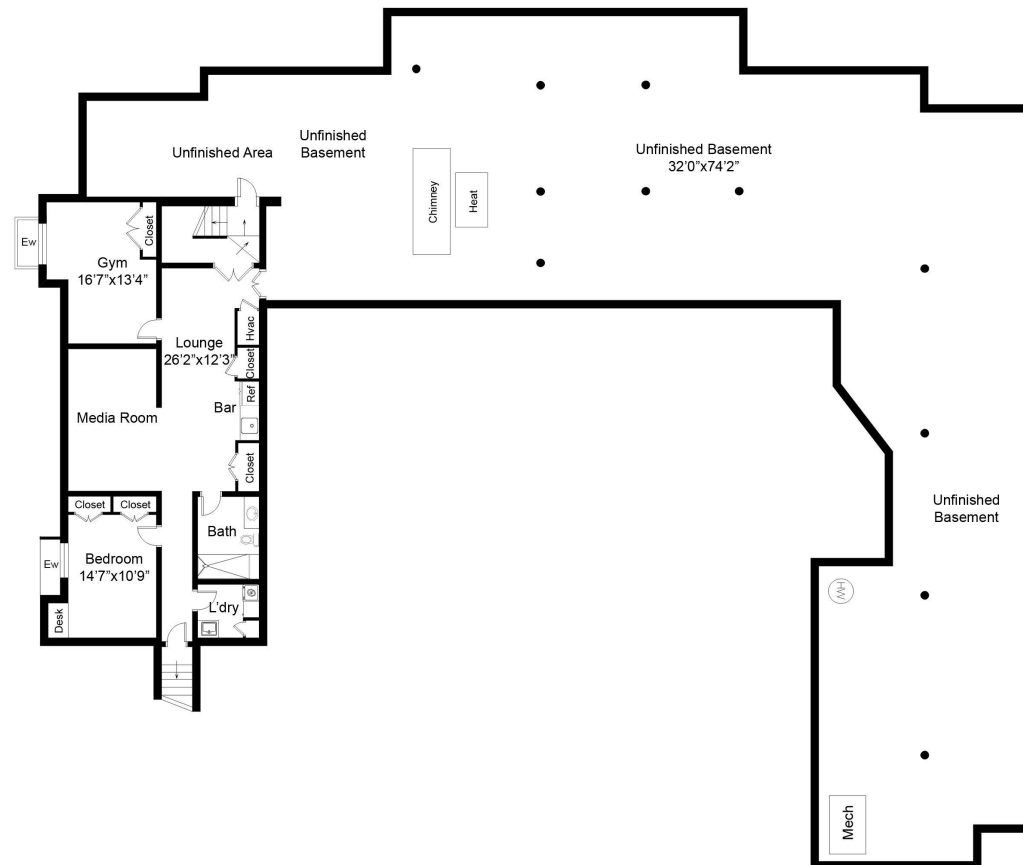 Unfinished Area
Unfinished
Basement
Unfinished Basement
32'0"x74'2"
Chimney
Heat
Ew
Closet
Gym
16'7"x13'4"
Hvac
Lounge
26'2"x12'3"
Closet
Ref
Bar
Media Room
Closet
Closet
Closet
Bath
Ew
Bedroom
14'7"x10'9"
Desk
L'dry
Unfinished
Basement
HW
Mech